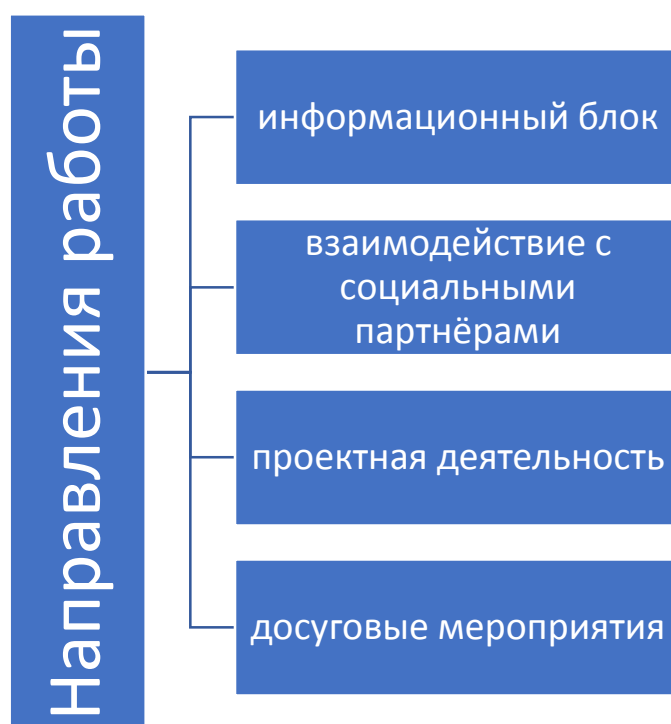 Направления работы
информационный блок
взаимодействие с
социальными
партнёрами
проектная деятельность
досуговые мероприятия